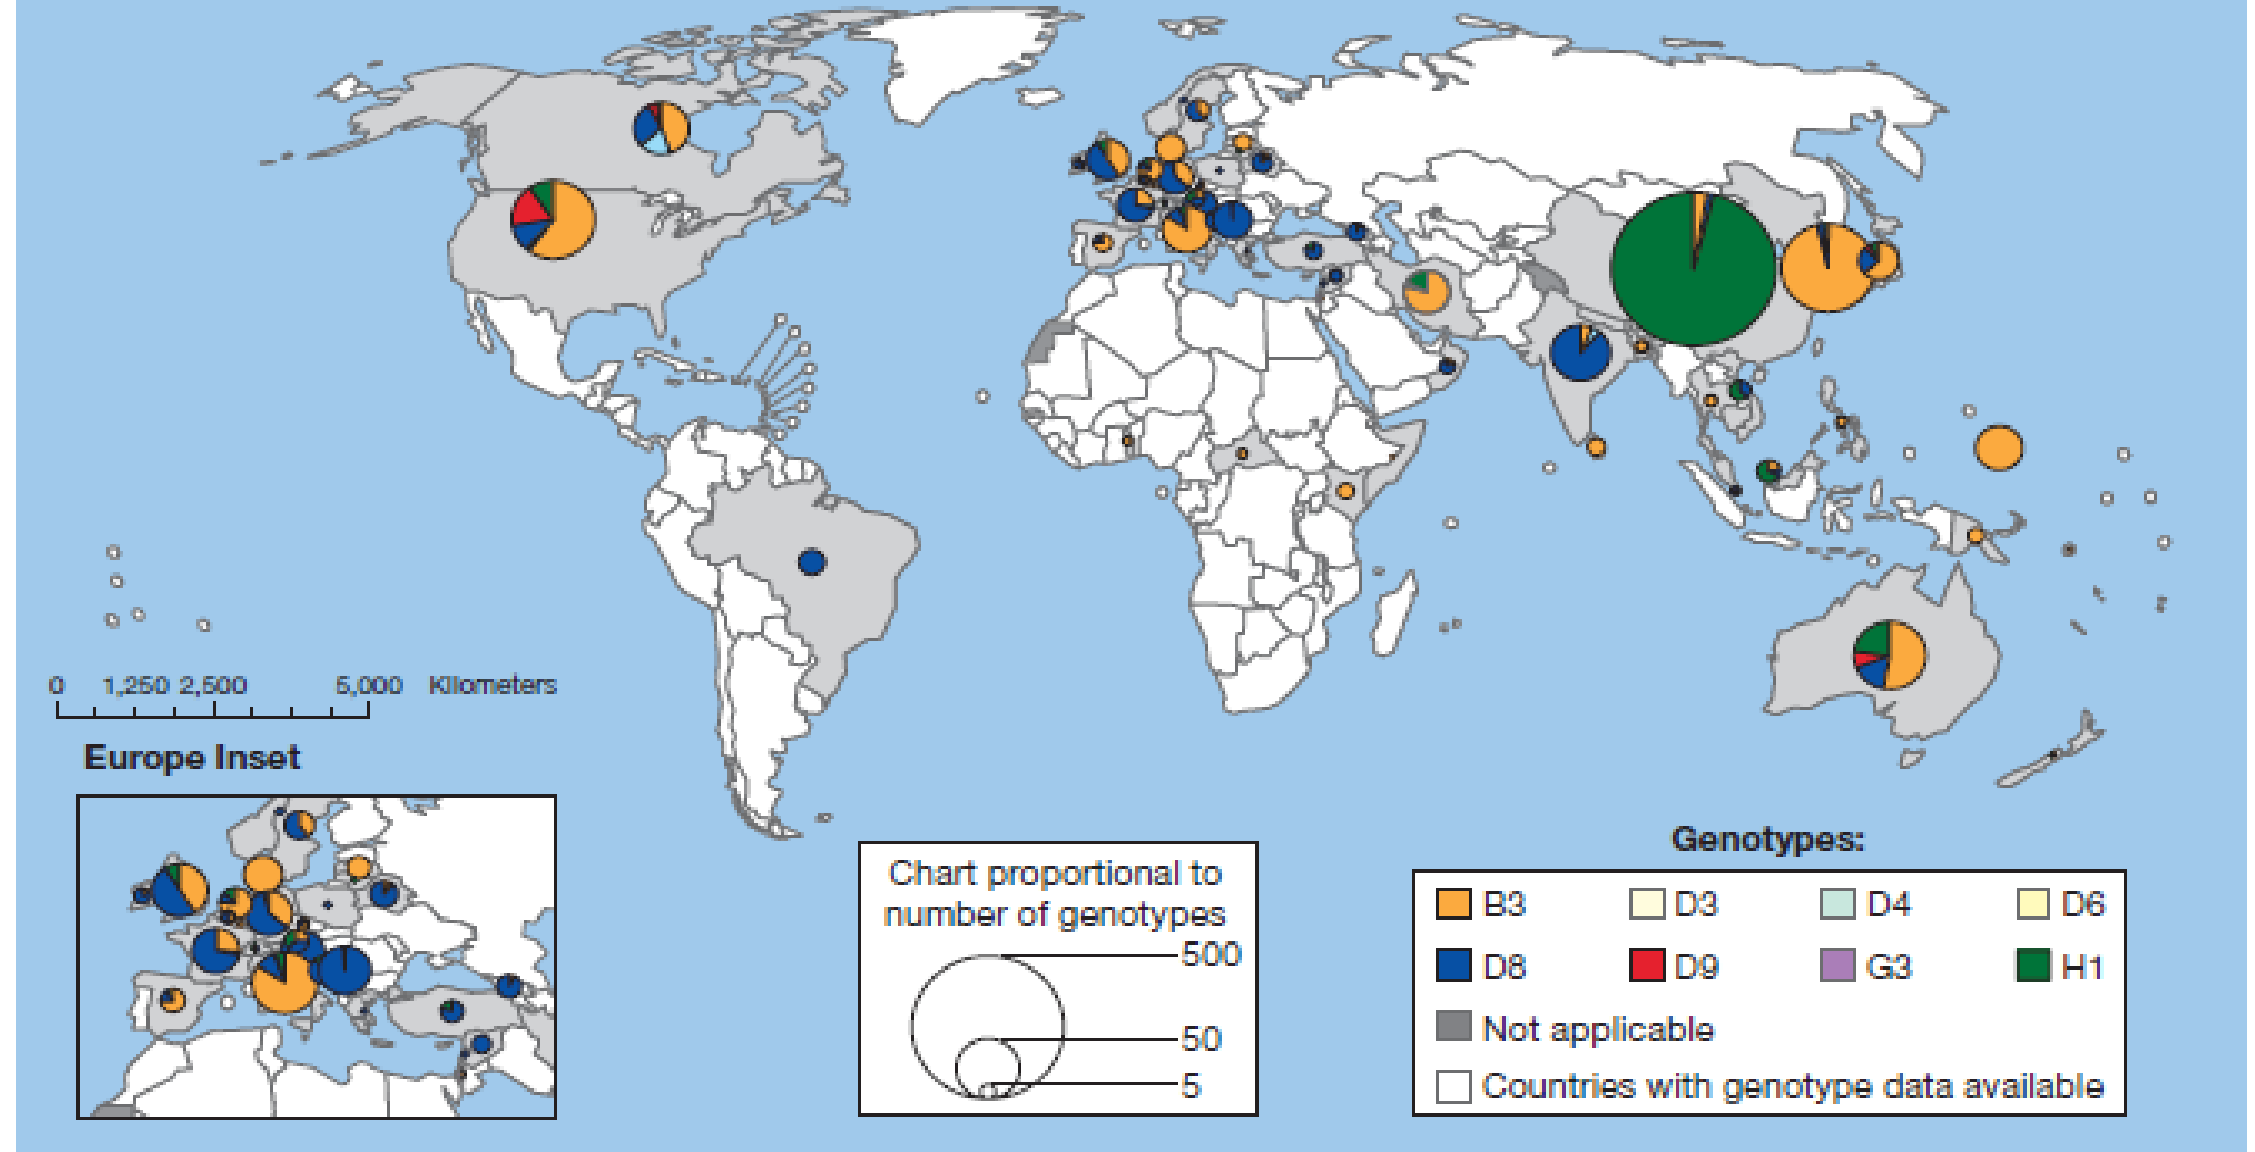 0 1,250 2,500 5,000 Kilometers
Europe Inset
Chart proportional to
number of genotypes
500
50
5
Genotypes:
B3 D3 D4 D6
D8 D9 G3 H1
Not applicable
Countries with genotype data available